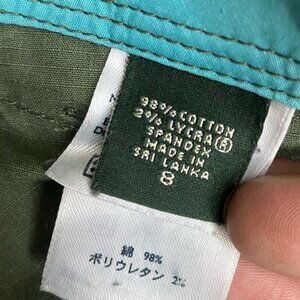 98% COTTON
2% LYCRA®
SPANDEX
MADE IN
SRI LANKA
8
綿 98%
ポリウレタン 2%